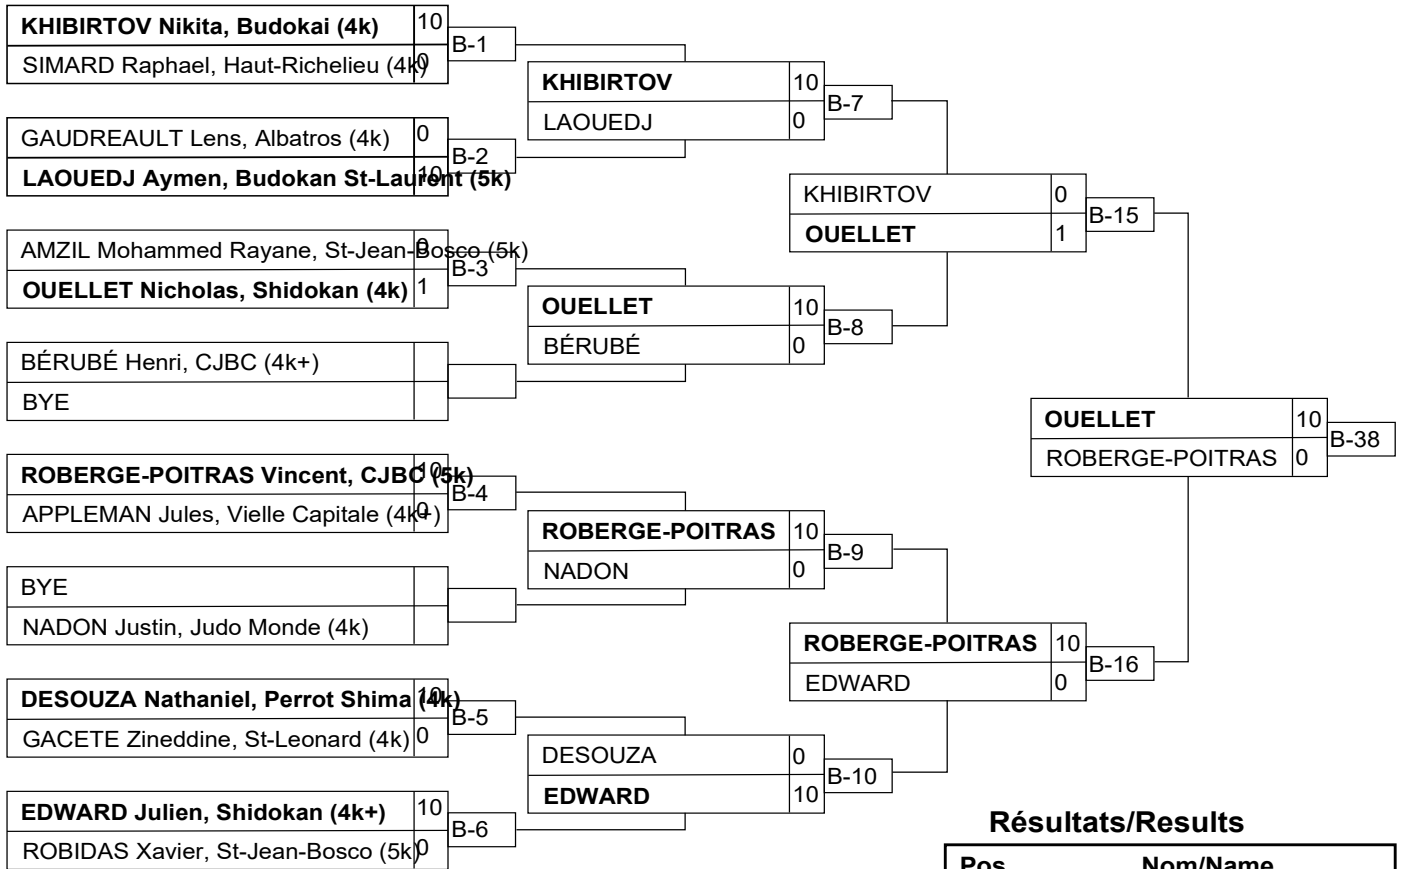 KHIBIRTOV Nikita, Budokai (4k) 10
B-1
SIMARD Raphael, Haut-Richelieu (4k) 0
KHIBIRTOV 10
B-7
LAOUEDJ 0
GAUDREAULT Lens, Albatros (4k) 0
B-2
LAOUEDJ Aymen, Budokan St-Laurent (5k) 10
KHIBIRTOV 0
B-15
OUELLET 1
AMZIL Mohammed Rayane, St-Jean-Bosco (5k) 0
B-3
OUELLET Nicholas, Shidokan (4k) 1
OUELLET 10
B-8
BÉRUBÉ 0
BÉRUBÉ Henri, CJBC (4k+)
BYE
OUELLET 10
B-38
ROBERGE-POITRAS 0
ROBERGE-POITRAS Vincent, CJBC (5k) 10
B-4
APPLEMAN Jules, Vielle Capitale (4k+) 0
ROBERGE-POITRAS 10
B-9
NADON 0
BYE
NADON Justin, Judo Monde (4k)
ROBERGE-POITRAS 10
B-16
EDWARD 0
DESOUZA Nathaniel, Perrot Shima (4k) 10
B-5
GACETE Zineddine, St-Leonard (4k) 0
DESOUZA 0
B-10
EDWARD 10
EDWARD Julien, Shidokan (4k+) 10
B-6
ROBIDAS Xavier, St-Jean-Bosco (5k) 0
Résultats/Results
Pos Nom/Name